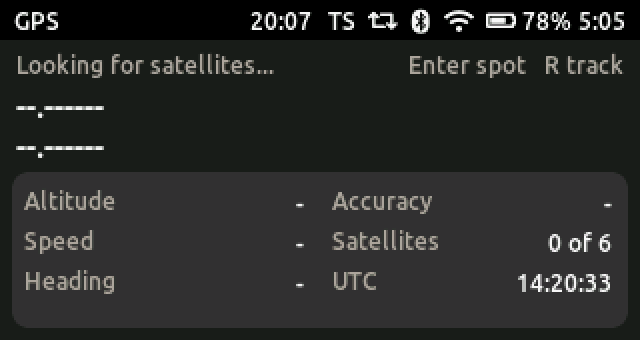 GPS 20:07 TS 78% 5:05
Looking for satellites... Enter spot R track
--.------
--.------
Altitude - Accuracy -
Speed - Satellites 0 of 6
Heading - UTC 14:20:33